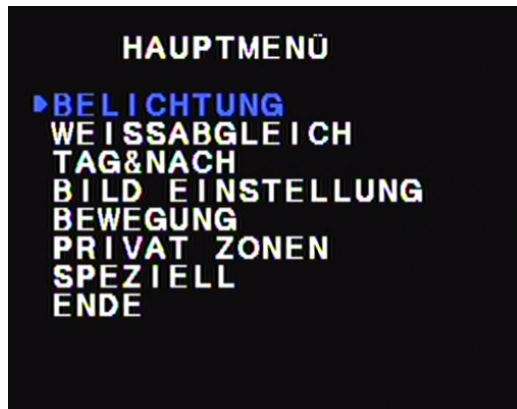 HAUPTMENÜ
BELICHTUNG
WEISSABGLEICH
TAG&NACH
BILD EINSTELLUNG
BEWEGUNG
PRIVAT ZONEN
SPEZIELL
ENDE